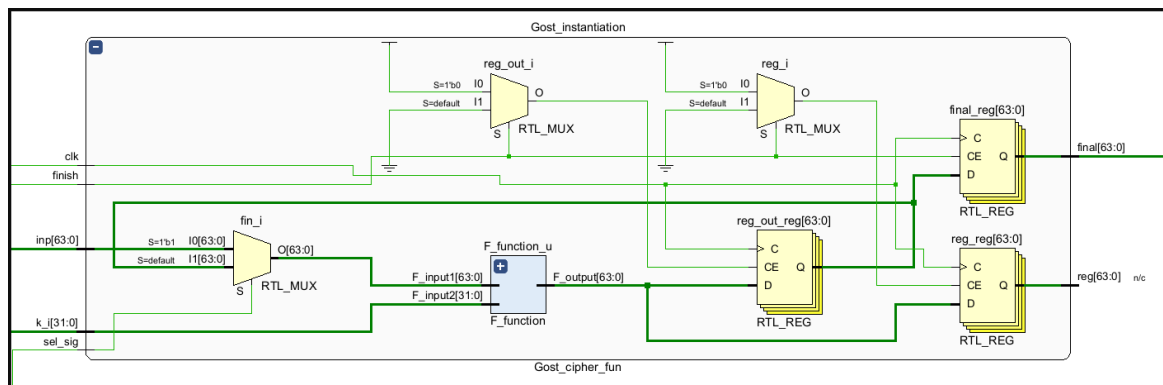 Gost_instantiation
reg_out_i
S=1'b0 I0
S=default I1
O
S
RTL_MUX
reg_i
S=1'b0 I0
S=default I1
O
S
RTL_MUX
final_reg[63:0]
C
CE Q
D
RTL_REG
final[63:0]
clk
finish
inp[63:0]
fin_i
S=1'b1 I0[63:0]
S=default I1[63:0]
O[63:0]
S
RTL_MUX
k_i[31:0]
sel_sig
F_function_u
F_input1[63:0]
F_input2[31:0]
F_output[63:0]
F_function
reg_out_reg[63:0]
C
CE Q
D
RTL_REG
reg_reg[63:0]
C
CE Q
D
RTL_REG
reg[63:0] n/c
Gost_cipher_fun